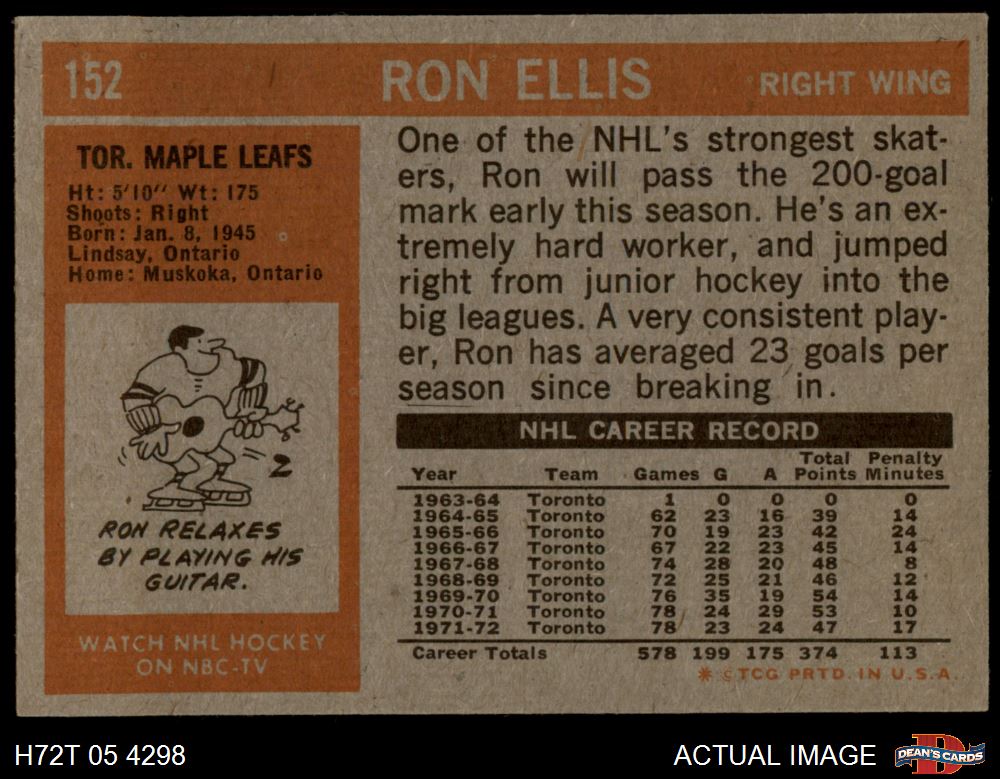 152 RON ELLIS RIGHT WING
TOR. MAPLE LEAFS
Ht: 5'10" Wt: 175
Shoots: Right
Born: Jan. 8, 1945
Lindsay, Ontario
Home: Muskoka, Ontario
2
RON RELAXES
BY PLAYING HIS
GUITAR.
WATCH NHL HOCKEY
ON NBC-TV
One of the NHL's strongest skat-
ers, Ron will pass the 200-goal
mark early this season. He's an ex-
tremely hard worker, and jumped
right from junior hockey into the
big leagues. A very consistent play-
er, Ron has averaged 23 goals per
season since breaking in.
NHL CAREER RECORD
Total Penalty
Year Team Games G A Points Minutes
1963-64 Toronto 1 0 0 0 0
1964-65 Toronto 62 23 16 39 14
1965-66 Toronto 70 19 23 42 24
1966-67 Toronto 67 22 23 45 14
1967-68 Toronto 74 28 20 48 8
1968-69 Toronto 72 25 21 46 12
1969-70 Toronto 76 35 19 54 14
1970-71 Toronto 78 24 29 53 10
1971-72 Toronto 78 23 24 47 17
Career Totals 578 199 175 374 113
* © TCG PRTD. IN U.S.A.
H72T 05 4298 ACTUAL IMAGE DEAN'S CARDS